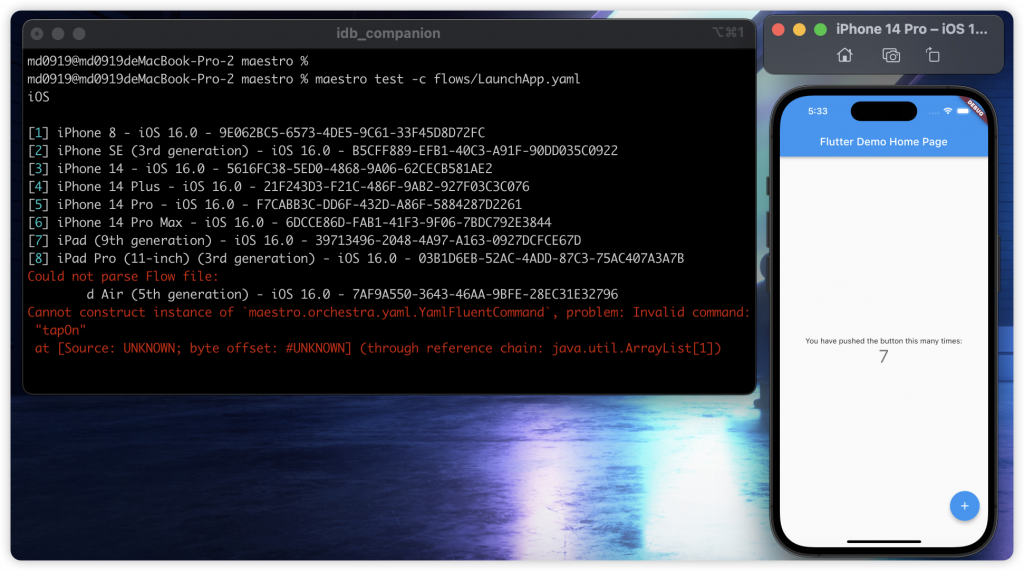 idb_companion
⌥⌘1
md0919@md0919deMacBook-Pro-2 maestro %
md0919@md0919deMacBook-Pro-2 maestro % maestro test -c flows/LaunchApp.yaml
iOS
[1] iPhone 8 - iOS 16.0 - 9E062BC5-6573-4DE5-9C61-33F45D8D72FC
[2] iPhone SE (3rd generation) - iOS 16.0 - B5CFF889-EFB1-40C3-A91F-90DD035C0922
[3] iPhone 14 - iOS 16.0 - 5616FC38-5ED0-4868-9A06-62CECB581AE2
[4] iPhone 14 Plus - iOS 16.0 - 21F243D3-F21C-486F-9AB2-927F03C3C076
[5] iPhone 14 Pro - iOS 16.0 - F7CABB3C-DD6F-432D-A86F-5884287D2261
[6] iPhone 14 Pro Max - iOS 16.0 - 6DCCE86D-FAB1-41F3-9F06-7BDC792E3844
[7] iPad (9th generation) - iOS 16.0 - 39713496-2048-4A97-A163-0927DCFCE67D
[8] iPad Pro (11-inch) (3rd generation) - iOS 16.0 - 03B1D6EB-52AC-4ADD-87C3-75AC407A3A7B
Could not parse Flow file:
d Air (5th generation) - iOS 16.0 - 7AF9A550-3643-46AA-9BFE-28EC31E32796
Cannot construct instance of `maestro.orchestra.yaml.YamlFluentCommand`, problem: Invalid command:
"tapOn"
at [Source: UNKNOWN; byte offset: #UNKNOWN] (through reference chain: java.util.ArrayList[1])
iPhone 14 Pro – iOS 1...
5:33
DEBUG
Flutter Demo Home Page
You have pushed the button this many times:
7
+